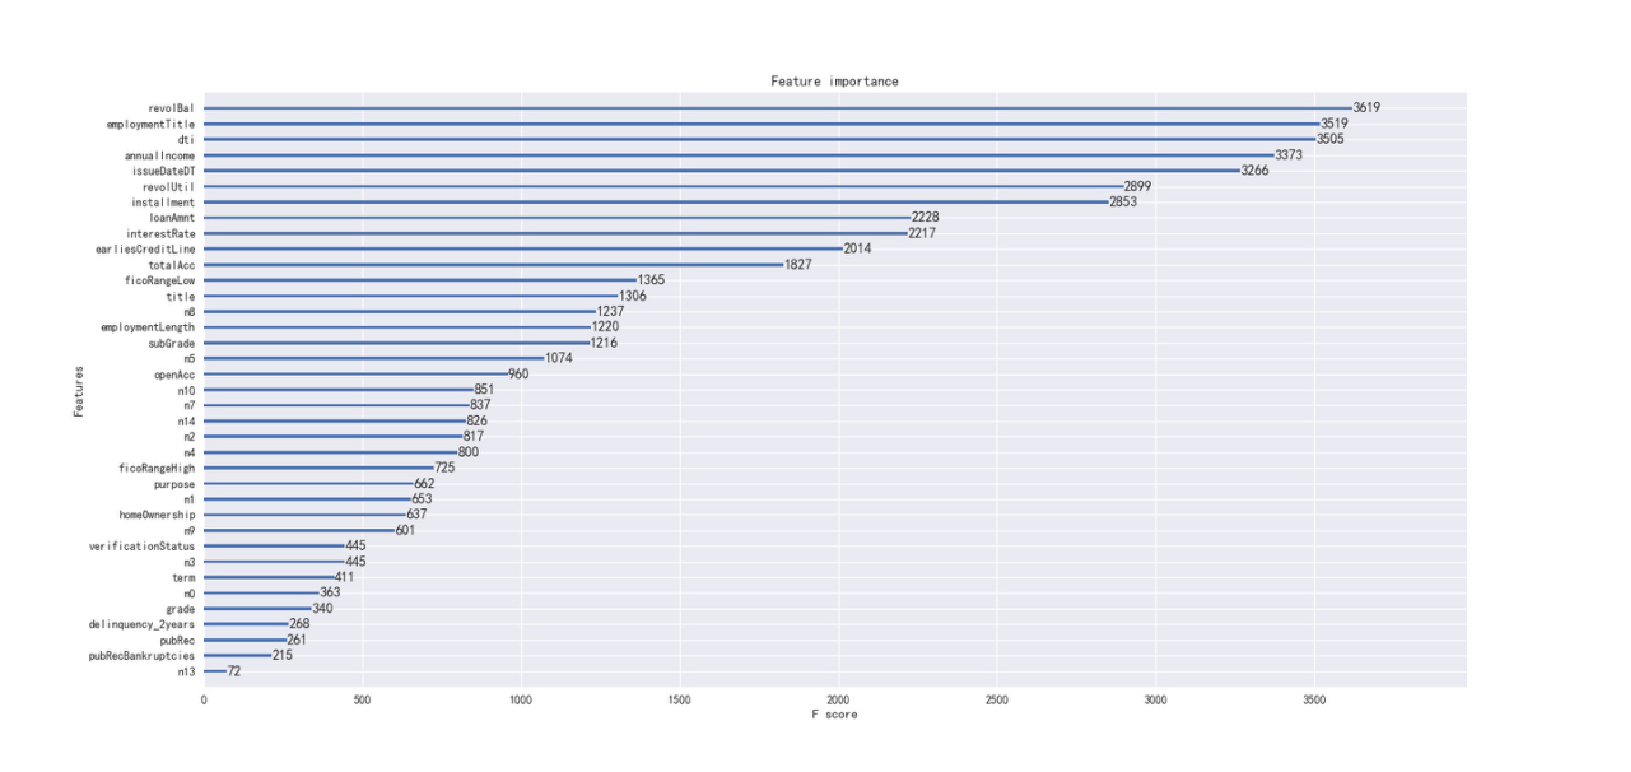 Feature importance
revolBal 3619
employmentTitle 3519
dti 3505
annualIncome 3373
issueDateDT 3266
revolUtil 2899
installment 2853
loanAmnt 2228
interestRate 2217
earliesCreditLine 2014
totalAcc 1827
ficoRangeLow 1365
title 1306
n8 1237
employmentLength 1220
subGrade 1216
n5 1074
openAcc 960
n10 851
n7 837
n14 826
n2 817
n4 800
ficoRangeHigh 725
purpose 662
n1 653
homeOwnership 637
n9 601
verificationStatus 445
n3 445
term 411
n0 363
grade 340
delinquency_2years 268
pubRec 261
pubRecBankruptcies 215
n13 72
Features
0 500 1000 1500 2000 2500 3000 3500
F score